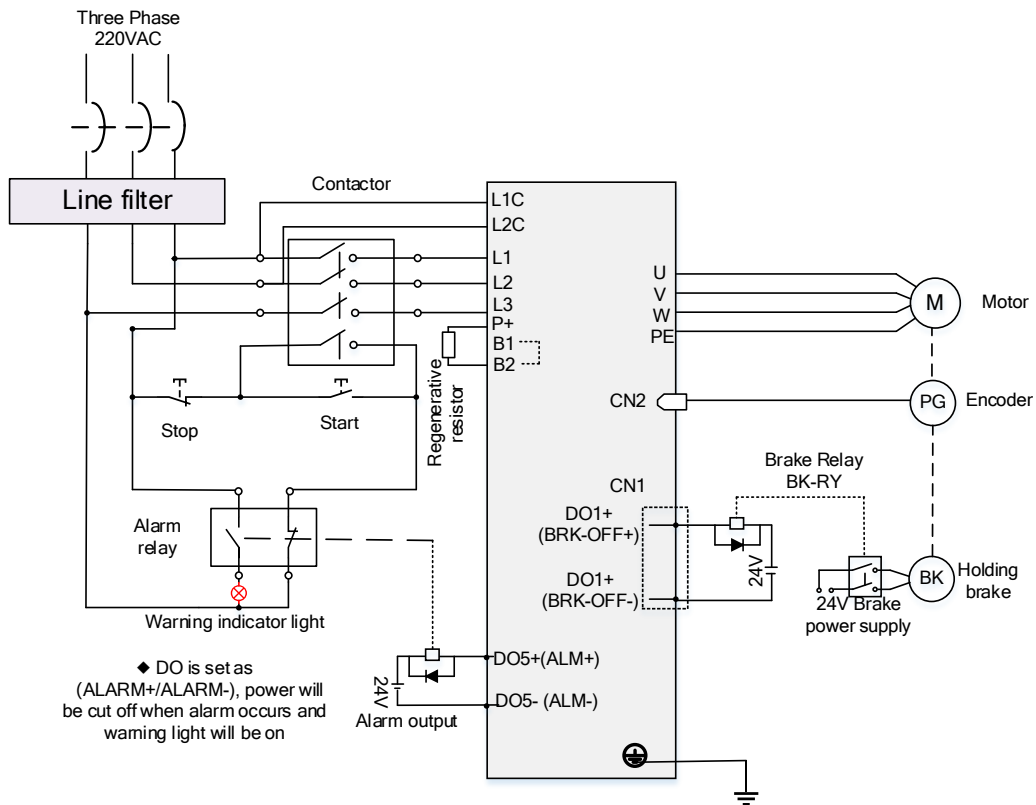 Three Phase
220VAC
Line filter
Contactor
L1C
L2C
L1
L2
L3
P+
B1
B2
Regenerative
resistor
Stop
Start
U
V
W
PE
M
Motor
CN2
PG
Encoder
CN1
DO1+
(BRK-OFF+)
DO1+
(BRK-OFF-)
24V
Brake Relay
BK-RY
BK
Holding
brake
24V Brake
power supply
Alarm
relay
Warning indicator light
◆ DO is set as
(ALARM+/ALARM-), power will
be cut off when alarm occurs and
warning light will be on
24V
Alarm output
DO5+(ALM+)
DO5- (ALM-)